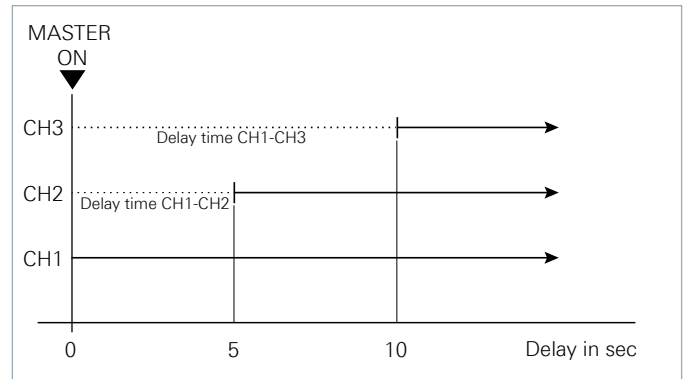 MASTER
ON
CH3
Delay time CH1-CH3
CH2
Delay time CH1-CH2
CH1
0 5 10 Delay in sec